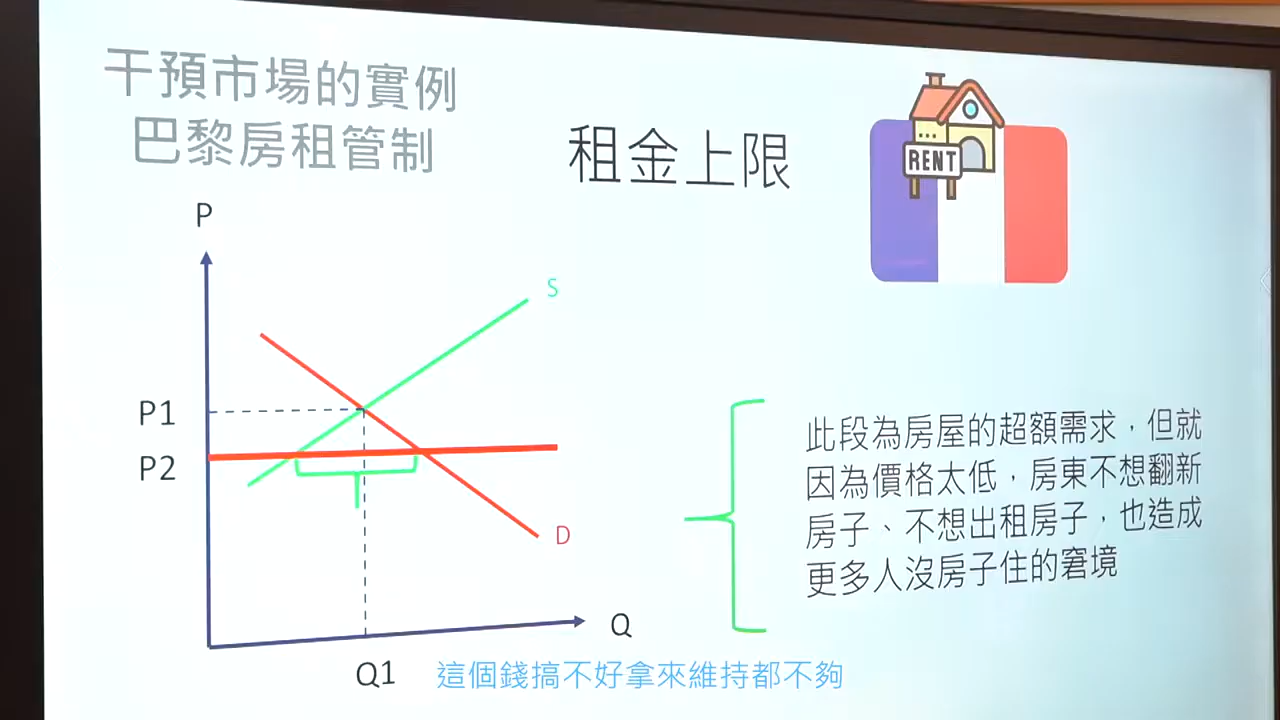 干預市場的實例
巴黎房租管制
租金上限
RENT
P
S
P1
P2
D
Q
Q1
此段為房屋的超額需求，但就
因為價格太低，房東不想翻新
房子、不想出租房子，也造成
更多人沒房子住的窘境
這個錢搞不好拿來維持都不夠